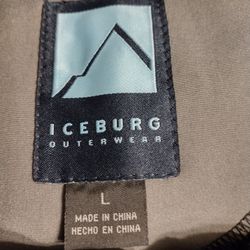 ICEBURG
OUTERWEAR
L
MADE IN CHINA
HECHO EN CHINA